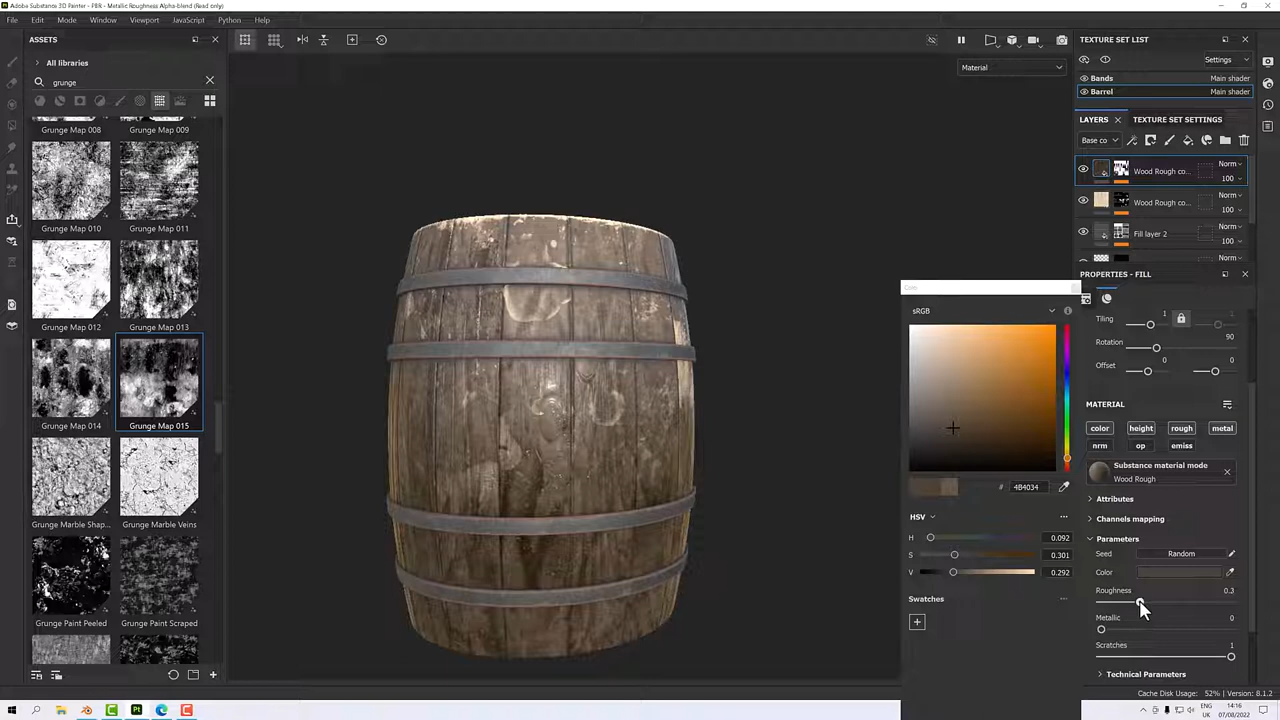 Adobe Substance 3D Painter - PBR - Metallic Roughness Alpha-blend (Read only)
File Edit Mode Window Viewport JavaScript Python Help
ASSETS
All libraries
grunge
Grunge Map 008 Grunge Map 009
Grunge Map 010 Grunge Map 011
Grunge Map 012 Grunge Map 013
Grunge Map 014 Grunge Map 015
Grunge Marble Shap... Grunge Marble Veins
Grunge Paint Peeled Grunge Paint Scraped
Material
TEXTURE SET LIST
Settings
Bands Main shader
Barrel Main shader
LAYERS TEXTURE SET SETTINGS
Base co
Wood Rough co... Norm
100
Wood Rough co... Norm
100
Fill layer 2 Norm
100
Norm
PROPERTIES - FILL
Tiling 1
Rotation 90
Offset 0 0
MATERIAL
color height rough metal
nrm op emiss
Substance material mode
Wood Rough
Attributes
Channels mapping
Parameters
Seed Random
Color
Roughness 0.3
Metallic 0
Scratches 1
Technical Parameters
sRGB
# 4B4034
HSV
H 0.092
S 0.301
V 0.292
Swatches
Cache Disk Usage: 52% | Version: 8.1.2
ENG
UK
14:16
07/08/2022